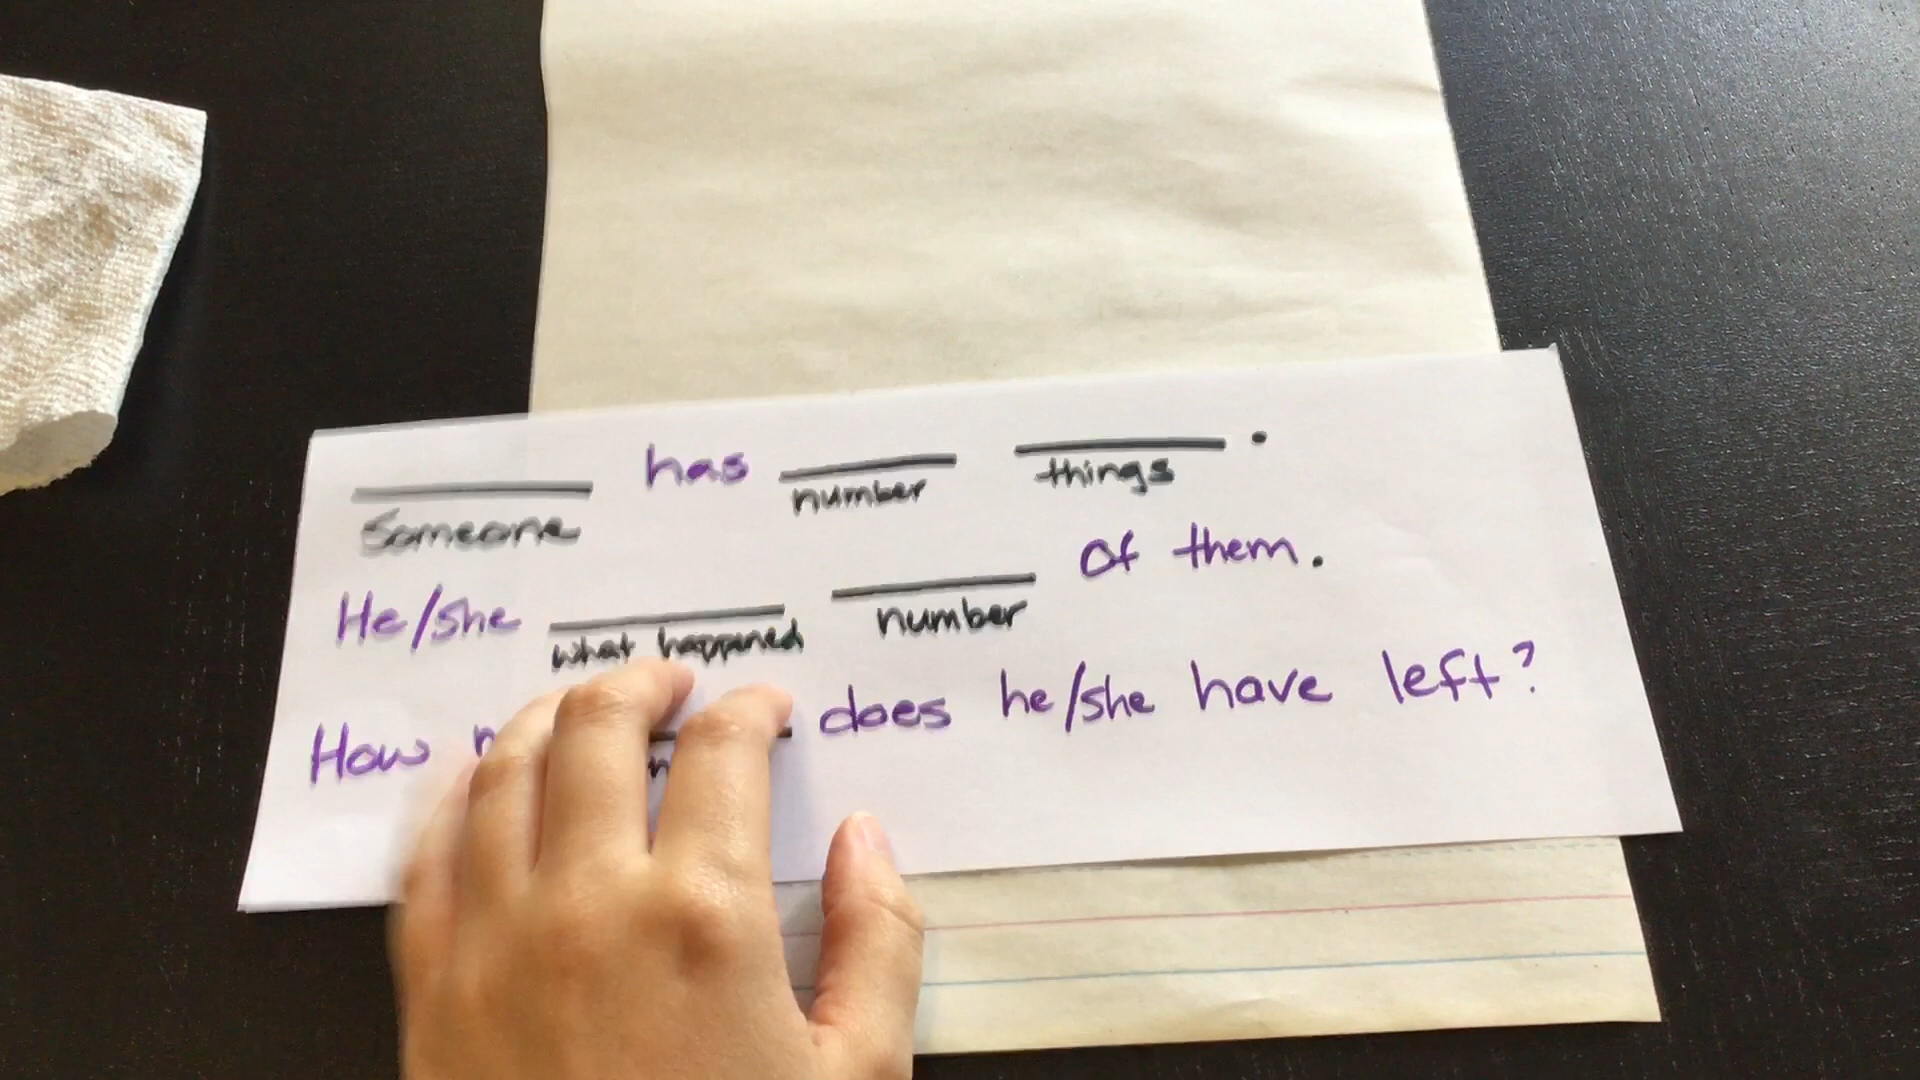 has
Someone number things .
He/she of them.
what happened number
How does he/she have left?